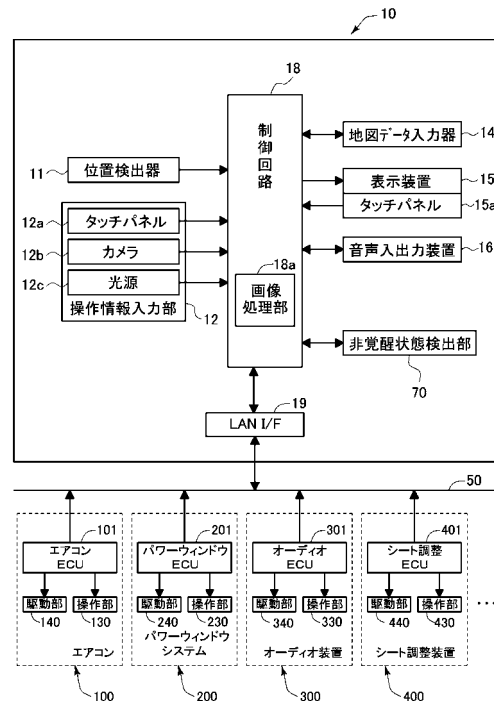 10
18
制御回路
14
地図データ入力器
11
位置検出器
15
表示装置
タッチパネル
15a
12a
タッチパネル
12b
カメラ
12c
光源
操作情報入力部
12
16
音声入出力装置
18a
画像
処理部
非覚醒状態検出部
70
19
LAN I/F
50
101
エアコン
ECU
201
パワーウィンドウ
ECU
301
オーディオ
ECU
401
シート調整
ECU
駆動部
操作部
駆動部
操作部
駆動部
操作部
駆動部
操作部
140
130
240
230
340
330
440
430
エアコン
パワーウィンドウ
システム
オーディオ装置
シート調整装置
…
100
200
300
400